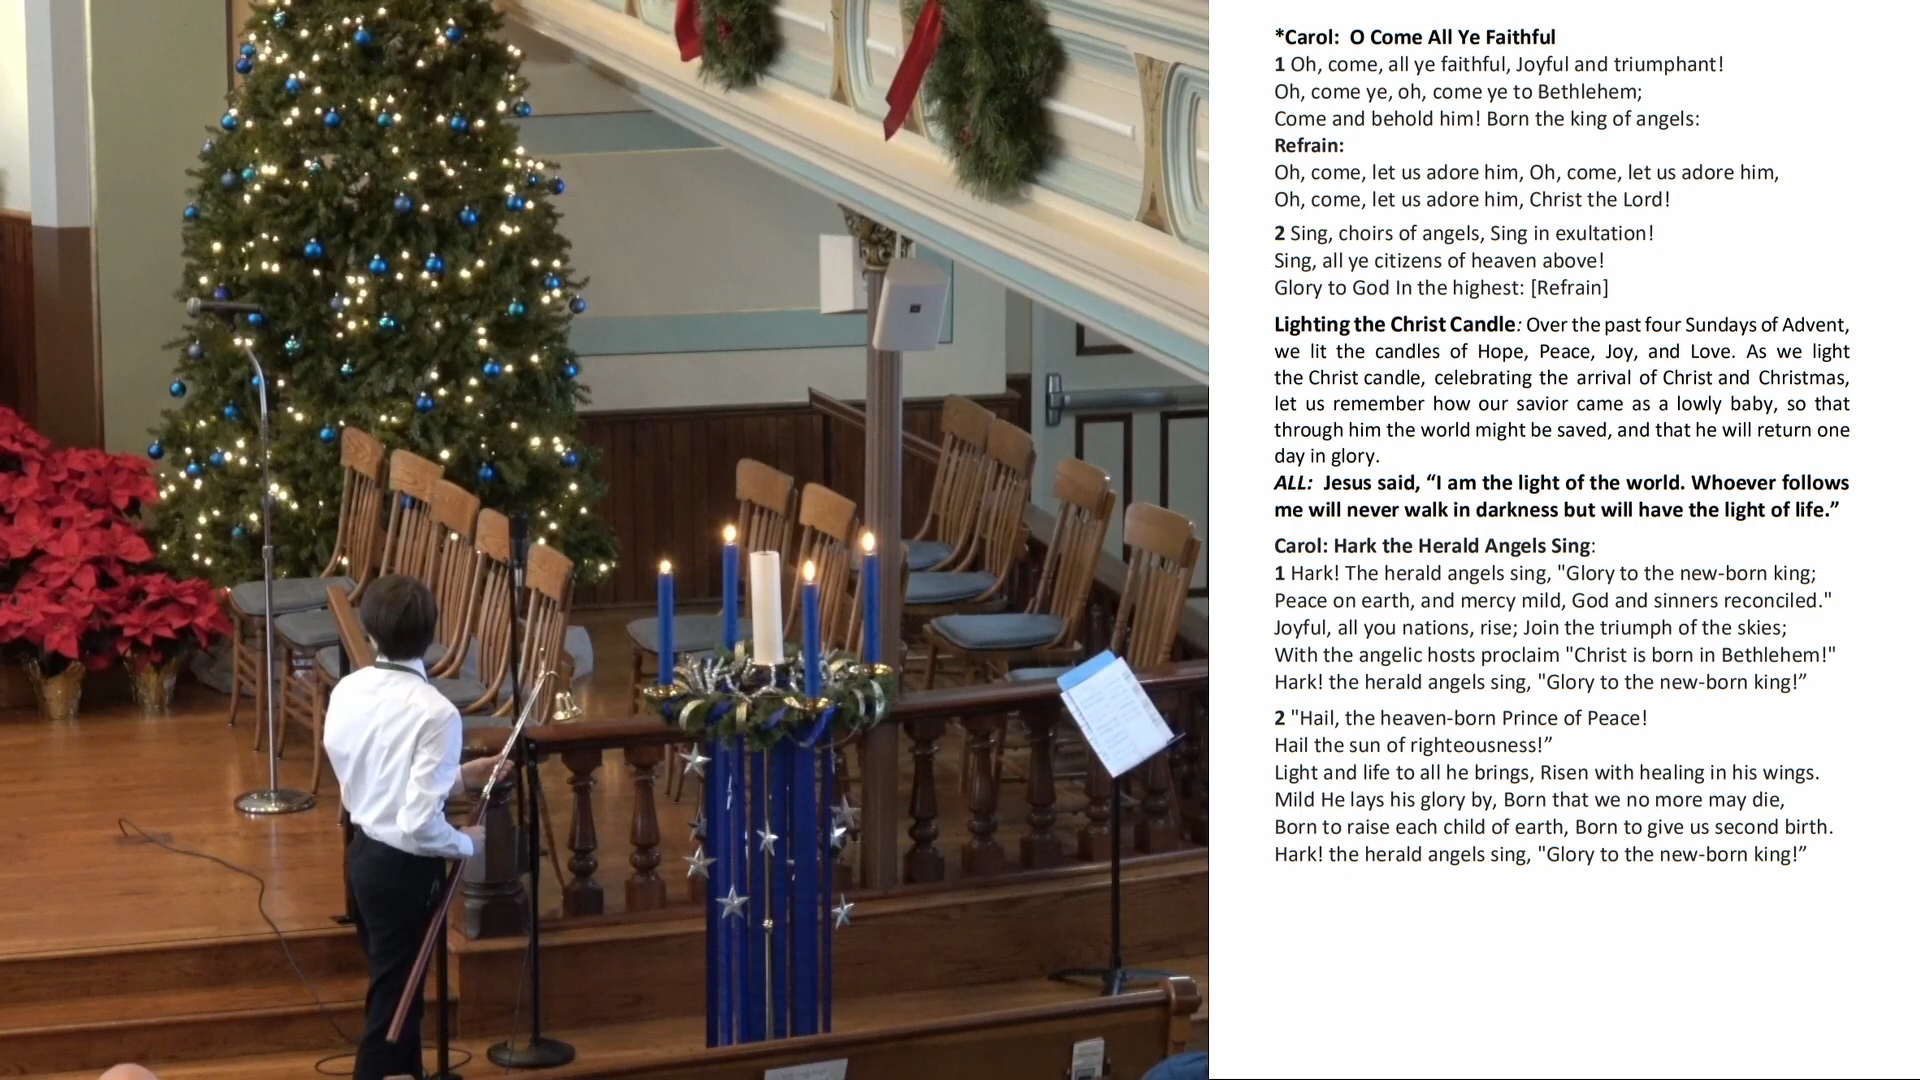 *Carol:  O Come All Ye Faithful
1 Oh, come, all ye faithful, Joyful and triumphant!
Oh, come ye, oh, come ye to Bethlehem;
Come and behold him! Born the king of angels:
Refrain:
Oh, come, let us adore him, Oh, come, let us adore him,
Oh, come, let us adore him, Christ the Lord!
2 Sing, choirs of angels, Sing in exultation!
Sing, all ye citizens of heaven above!
Glory to God In the highest: [Refrain]
Lighting the Christ Candle: Over the past four Sundays of Advent,
we lit the candles of Hope, Peace, Joy, and Love. As we light
the Christ candle, celebrating the arrival of Christ and Christmas,
let us remember how our savior came as a lowly baby, so that
through him the world might be saved, and that he will return one
day in glory.
ALL:  Jesus said, “I am the light of the world. Whoever follows
me will never walk in darkness but will have the light of life.”
Carol: Hark the Herald Angels Sing:
1 Hark! The herald angels sing, "Glory to the new-born king;
Peace on earth, and mercy mild, God and sinners reconciled."
Joyful, all you nations, rise; Join the triumph of the skies;
With the angelic hosts proclaim "Christ is born in Bethlehem!"
Hark! the herald angels sing, "Glory to the new-born king!”
2 "Hail, the heaven-born Prince of Peace!
Hail the sun of righteousness!”
Light and life to all he brings, Risen with healing in his wings.
Mild He lays his glory by, Born that we no more may die,
Born to raise each child of earth, Born to give us second birth.
Hark! the herald angels sing, "Glory to the new-born king!”